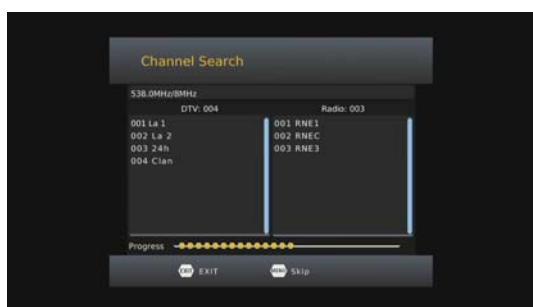 Channel Search
538.0MHz/8MHz
DTV: 004 Radio: 003
001 La 1
002 La 2
003 24h
004 Clan
001 RNE1
002 RNEC
003 RNE3
Progress
EXIT EXIT MENU Skip